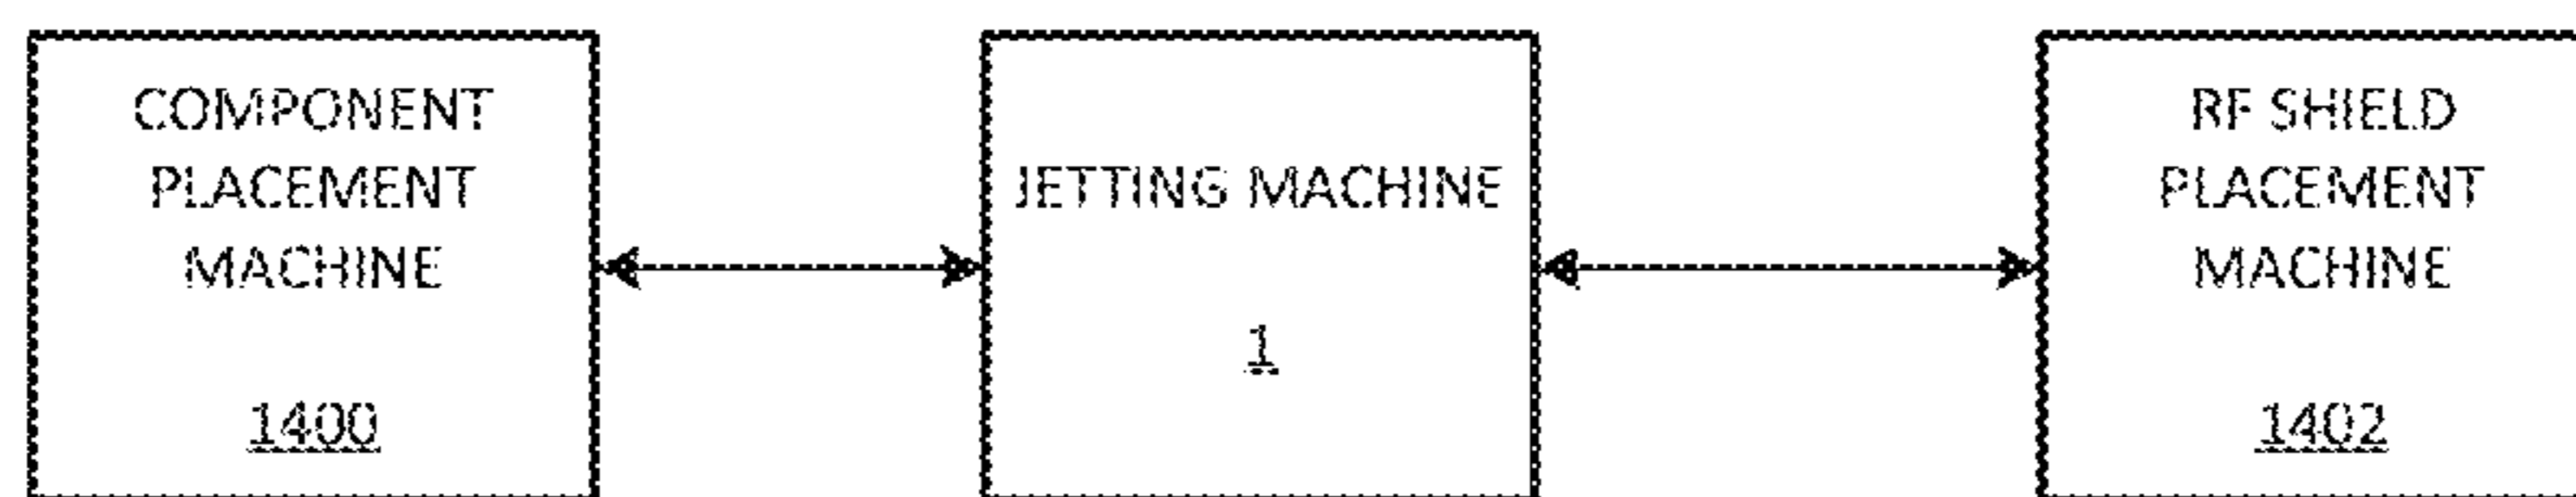 COMPONENT
PLACEMENT
MACHINE
1400
JETTING MACHINE
1
RF SHIELD
PLACEMENT
MACHINE
1402